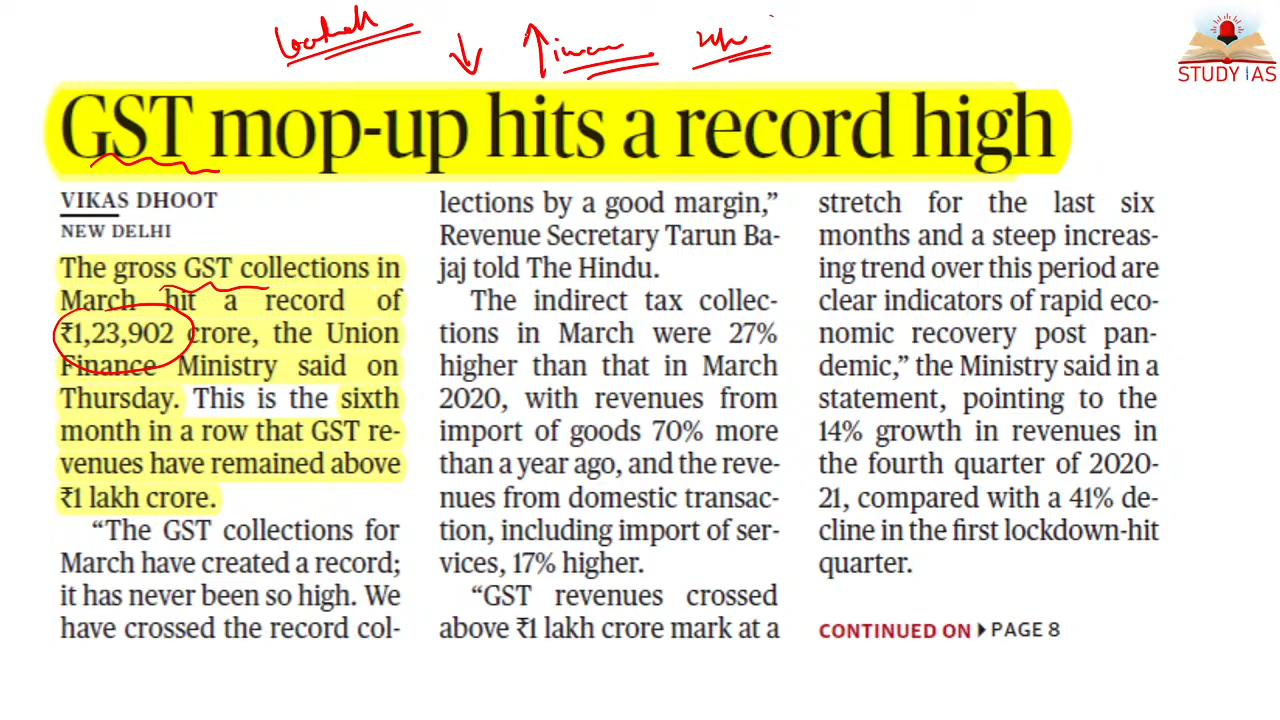 STUDY IAS
GST mop-up hits a record high
VIKAS DHOOT
NEW DELHI
The gross GST collections in
March hit a record of
₹1,23,902 crore, the Union
Finance Ministry said on
Thursday. This is the sixth
month in a row that GST re-
venues have remained above
₹1 lakh crore.
“The GST collections for
March have created a record;
it has never been so high. We
have crossed the record col-
lections by a good margin,”
Revenue Secretary Tarun Ba-
jaj told The Hindu.
The indirect tax collec-
tions in March were 27%
higher than that in March
2020, with revenues from
import of goods 70% more
than a year ago, and the reve-
nues from domestic transac-
tion, including import of ser-
vices, 17% higher.
“GST revenues crossed
above ₹1 lakh crore mark at a
stretch for the last six
months and a steep increas-
ing trend over this period are
clear indicators of rapid eco-
nomic recovery post pan-
demic,” the Ministry said in a
statement, pointing to the
14% growth in revenues in
the fourth quarter of 2020-
21, compared with a 41% de-
cline in the first lockdown-hit
quarter.
CONTINUED ON PAGE 8